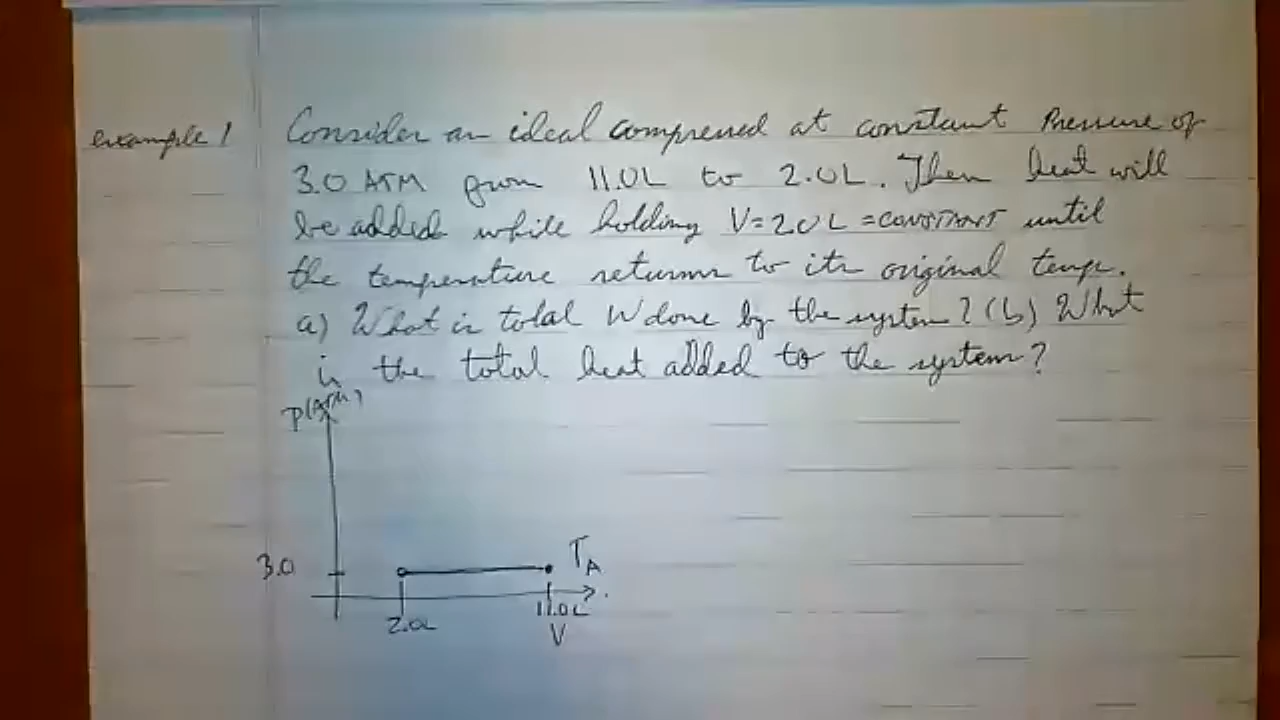 example 1
Consider an ideal compressed at constant Pressure of
3.0 ATM from 11.0L to 2.0L. Then heat will
be added while holding V=2.0L=CONSTANT until
the temperature returns to its original temp.
a) What is total W done by the system? (b) What
is the total heat added to the system?
P(ATM)
3.0
T_A
2.0L
11.0L
V